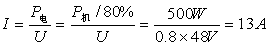 I = P电 / U = P机 / 80% / U = 500W / 0.8×48V = 13A